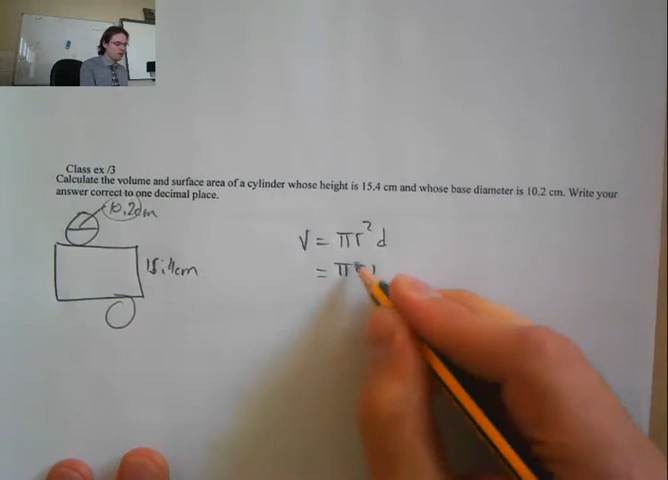 Class ex /3
Calculate the volume and surface area of a cylinder whose height is 15.4 cm and whose base diameter is 10.2 cm. Write your
answer correct to one decimal place.
10.2cm
15.4cm
V = πr²d
= π